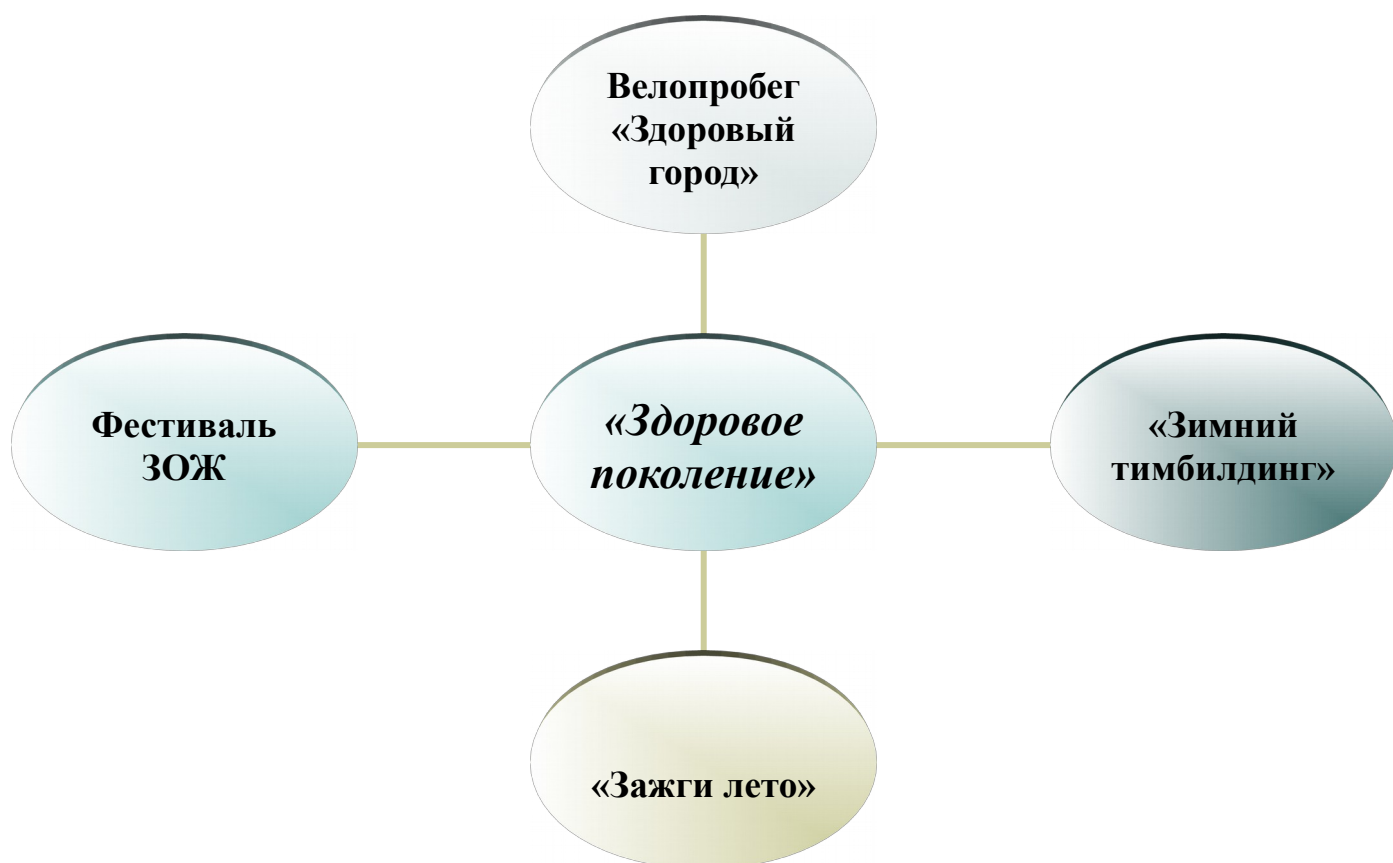 Велопробег
«Здоровый
город»
Фестиваль
ЗОЖ
«Здоровое
поколение»
«Зимний
тимбилдинг»
«Зажги лето»